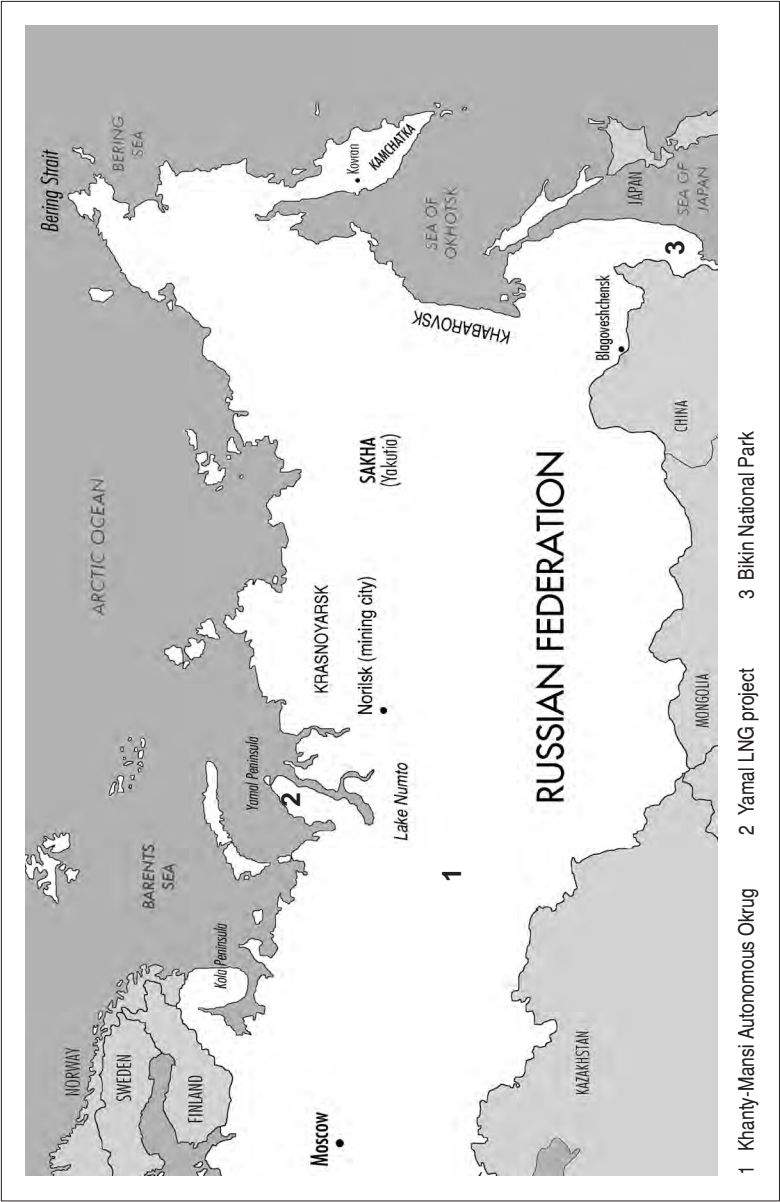 Bering Strait
BERING
SEA
ARCTIC OCEAN
BARENTS
SEA
NORWAY
SWEDEN
FINLAND
Kola Peninsula
Yamal Peninsula
2
Lake Numto
Moscow
1
KRASNOYARSK
Norilsk (mining city)
SAKHA
(Yakutia)
KHABAROVSK
SEA OF
OKHOTSK
Kovran
KAMCHATKA
RUSSIAN FEDERATION
Blagoveshchensk
3
JAPAN
SEA OF
JAPAN
CHINA
MONGOLIA
KAZAKHSTAN
1 Khanty-Mansi Autonomous Okrug
2 Yamal LNG project
3 Bikin National Park